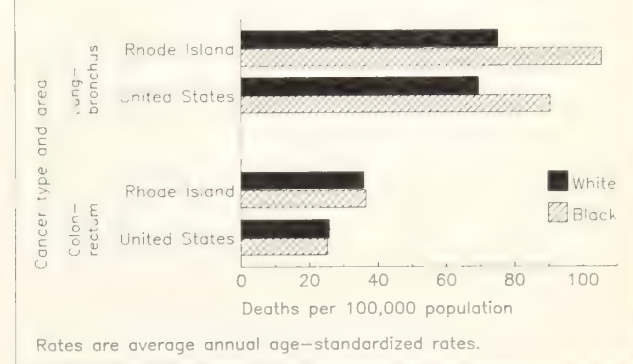 Cancer type and area
Lung-
bronchus
Rhode Island
United States
Colon-
rectum
Rhode Island
United States
White
Black
0 20 40 60 80 100
Deaths per 100,000 population
Rates are average annual age-standardized rates.